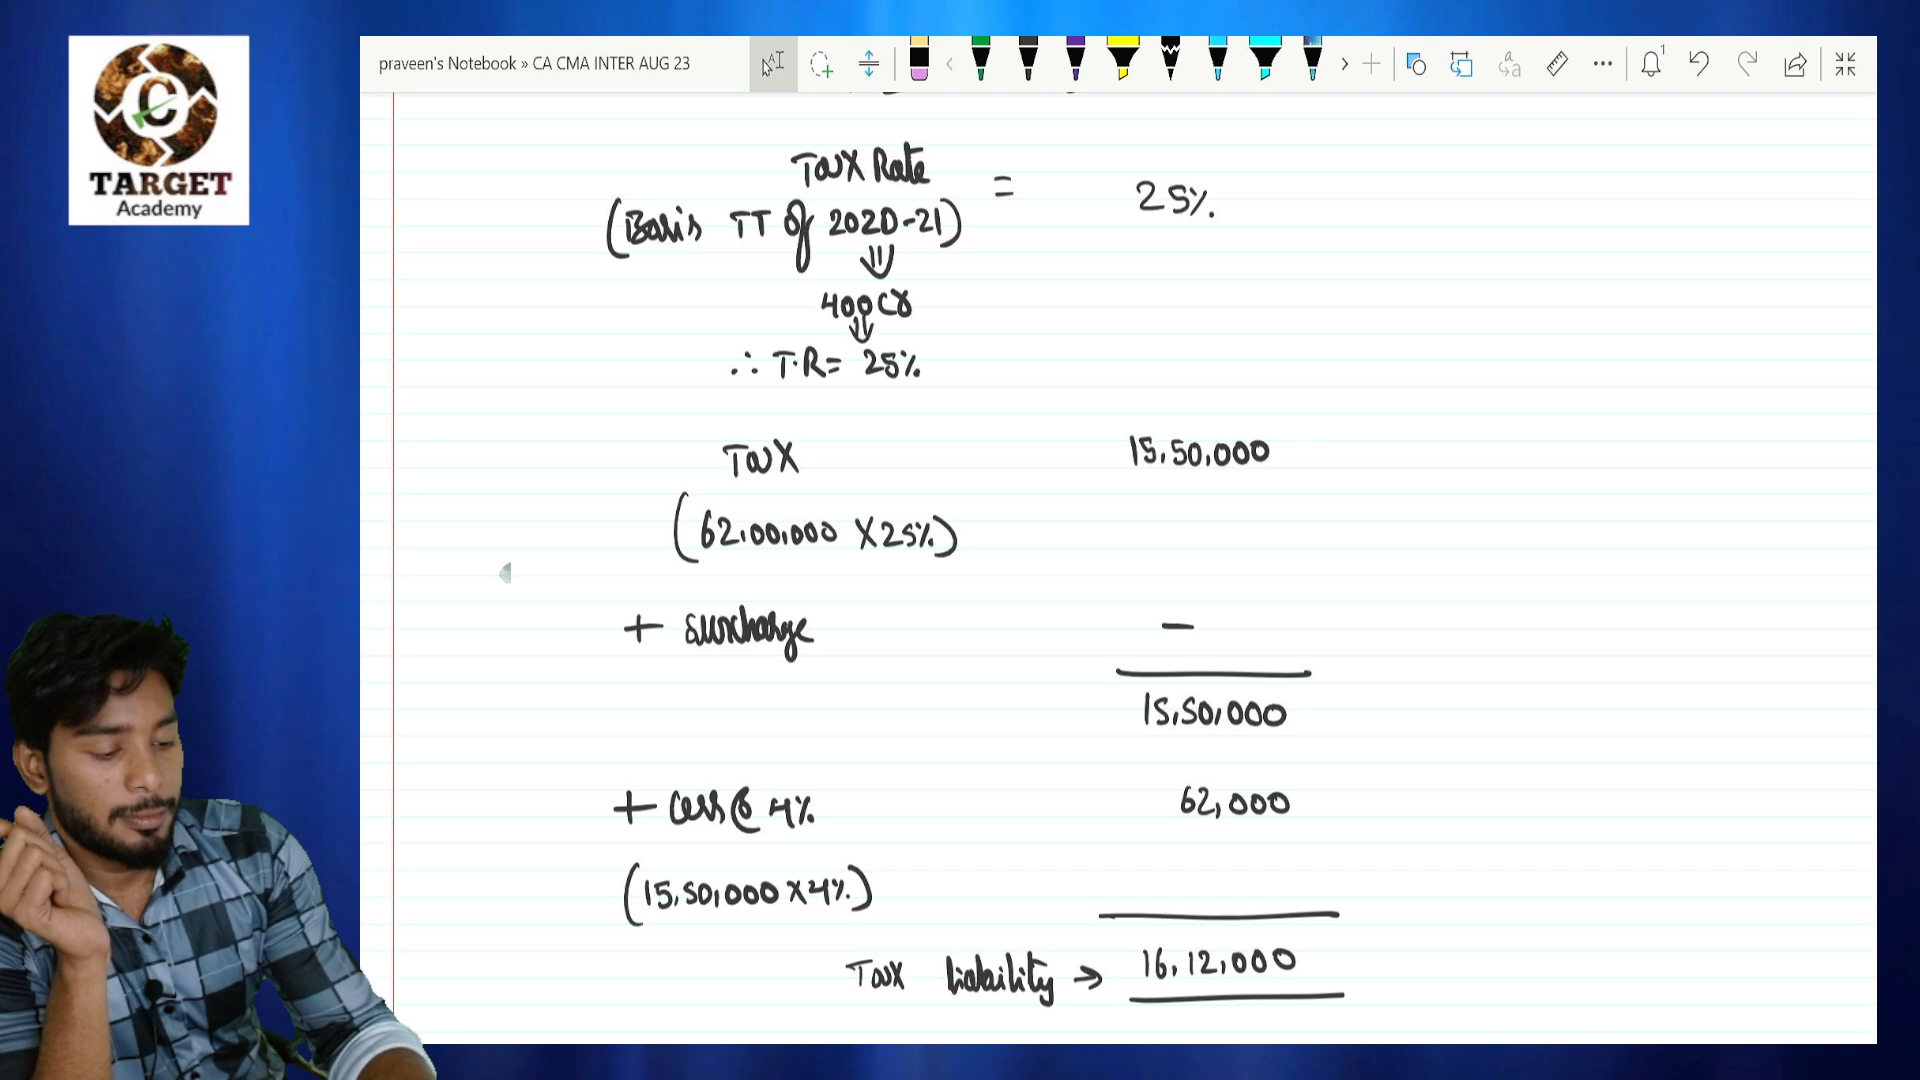 TARGET
Academy
praveen's Notebook » CA CMA INTER AUG 23
Tax Rate = 25%.
(Basis TT of 2020-21)
400 Cr
∴ T.R = 25%
Tax 15,50,000
(62,00,000 X 25%)
+ surcharge -
15,50,000
+ cess @ 4% 62,000
(15,50,000 X 4%)
Tax liability → 16,12,000